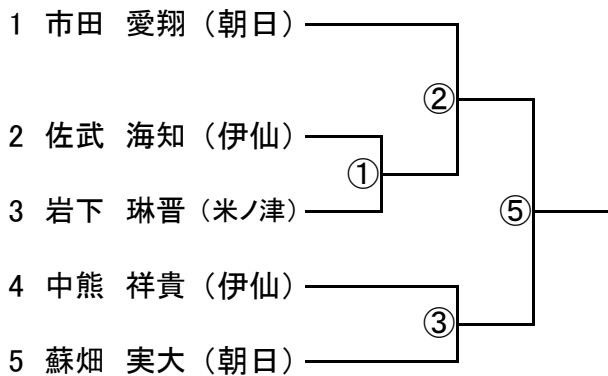 1 市田 愛翔（朝日）
②
2 佐武 海知（伊仙）
①
3 岩下 琳晋（米ノ津）
⑤
4 中熊 祥貴（伊仙）
③
5 蘇畑 実大（朝日）